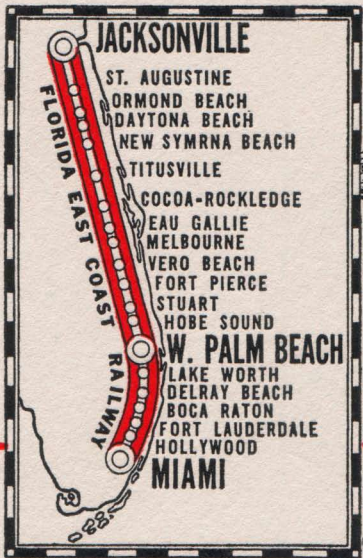 JACKSONVILLE
ST. AUGUSTINE
ORMOND BEACH
DAYTONA BEACH
NEW SYMRNA BEACH
TITUSVILLE
COCOA-ROCKLEDGE
EAU GALLIE
MELBOURNE
VERO BEACH
FORT PIERCE
STUART
HOBE SOUND
W. PALM BEACH
LAKE WORTH
DELRAY BEACH
BOCA RATON
FORT LAUDERDALE
HOLLYWOOD
MIAMI
FLORIDA EAST COAST RAILWAY